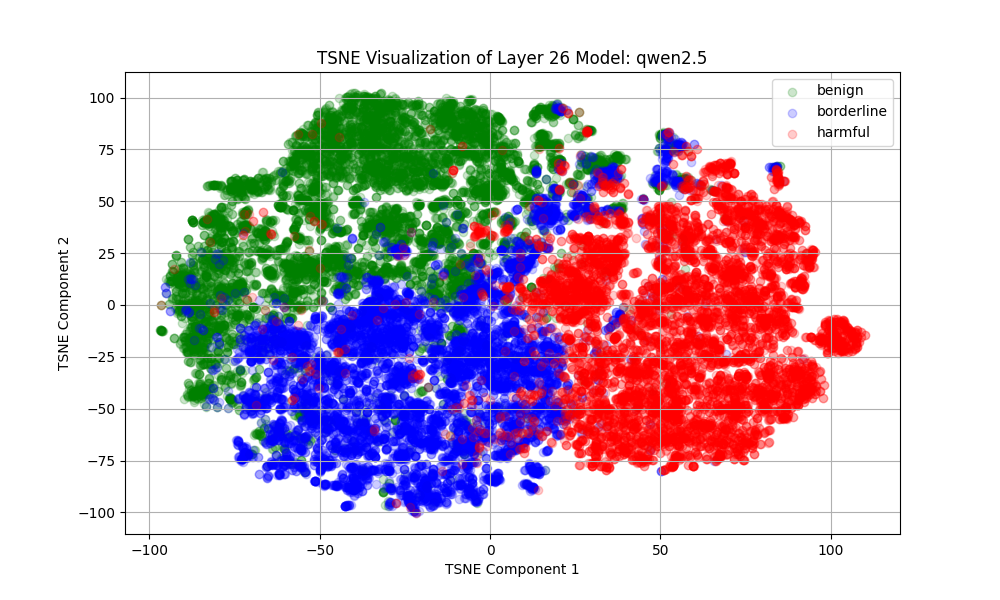 TSNE Visualization of Layer 26 Model: qwen2.5
benign
borderline
harmful
TSNE Component 2
100
75
50
25
0
−25
−50
−75
−100
−100
−50
0
50
100
TSNE Component 1